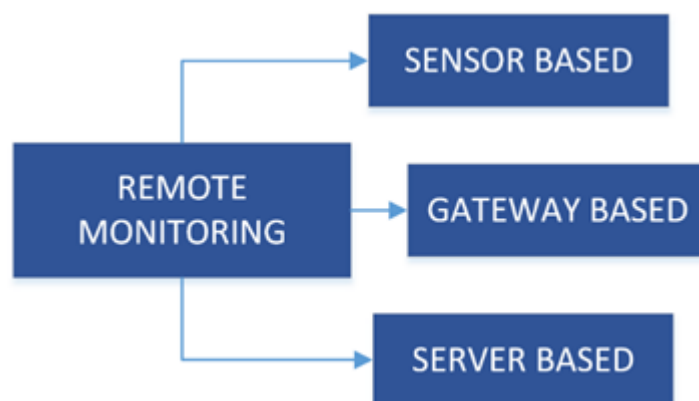 SENSOR BASED
REMOTE
MONITORING
GATEWAY BASED
SERVER BASED